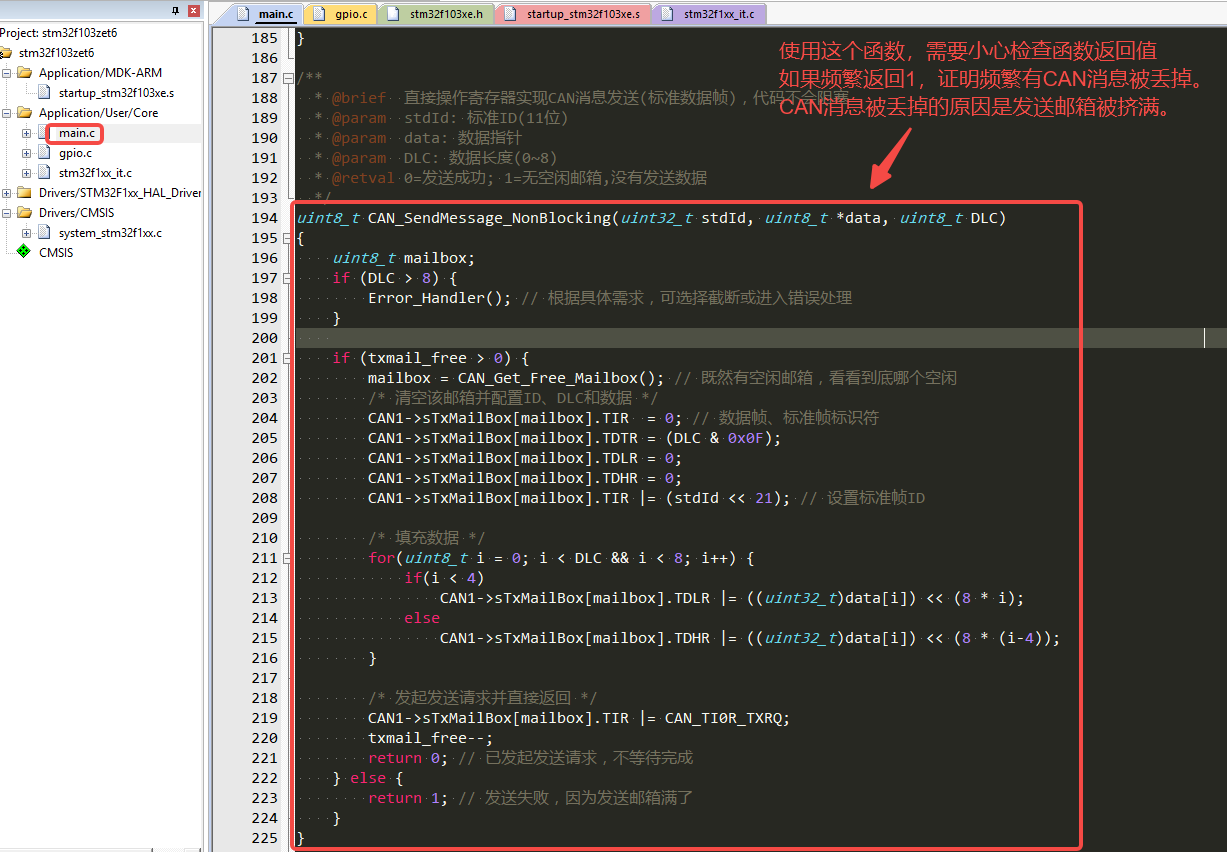 main.c
gpio.c
stm32f103xe.h
startup_stm32f103xe.s
stm32f1xx_it.c
Project: stm32f103zet6
stm32f103zet6
Application/MDK-ARM
startup_stm32f103xe.s
Application/User/Core
main.c
gpio.c
stm32f1xx_it.c
Drivers/STM32F1xx_HAL_Driver
Drivers/CMSIS
system_stm32f1xx.c
CMSIS
使用这个函数，需要小心检查函数返回值
如果频繁返回1，证明频繁有CAN消息被丢掉。
CAN消息被丢掉的原因是发送邮箱被挤满。
185 }
186
187 /**
188 * @brief 直接操作寄存器实现CAN消息发送(标准数据帧)，代码不会阻塞
189 * @param stdId: 标准ID(11位)
190 * @param data: 数据指针
191 * @param DLC: 数据长度(0~8)
192 * @retval 0=发送成功; 1=无空闲邮箱,没有发送数据
193 */
194 uint8_t CAN_SendMessage_NonBlocking(uint32_t stdId, uint8_t *data, uint8_t DLC)
195 {
196 uint8_t mailbox;
197 if (DLC > 8) {
198 Error_Handler(); // 根据具体需求，可选择截断或进入错误处理
199 }
200
201 if (txmail_free > 0) {
202 mailbox = CAN_Get_Free_Mailbox(); // 既然有空闲邮箱，看看到底哪个空闲
203 /* 清空该邮箱并配置ID、DLC和数据 */
204 CAN1->sTxMailBox[mailbox].TIR = 0; // 数据帧、标准帧标识符
205 CAN1->sTxMailBox[mailbox].TDTR = (DLC & 0x0F);
206 CAN1->sTxMailBox[mailbox].TDLR = 0;
207 CAN1->sTxMailBox[mailbox].TDHR = 0;
208 CAN1->sTxMailBox[mailbox].TIR |= (stdId << 21); // 设置标准帧ID
209
210 /* 填充数据 */
211 for(uint8_t i = 0; i < DLC && i < 8; i++) {
212 if(i < 4)
213 CAN1->sTxMailBox[mailbox].TDLR |= ((uint32_t)data[i]) << (8 * i);
214 else
215 CAN1->sTxMailBox[mailbox].TDHR |= ((uint32_t)data[i]) << (8 * (i-4));
216 }
217
218 /* 发起发送请求并直接返回 */
219 CAN1->sTxMailBox[mailbox].TIR |= CAN_TI0R_TXRQ;
220 txmail_free--;
221 return 0; // 已发起发送请求，不等待完成
222 } else {
223 return 1; // 发送失败，因为发送邮箱满了
224 }
225 }